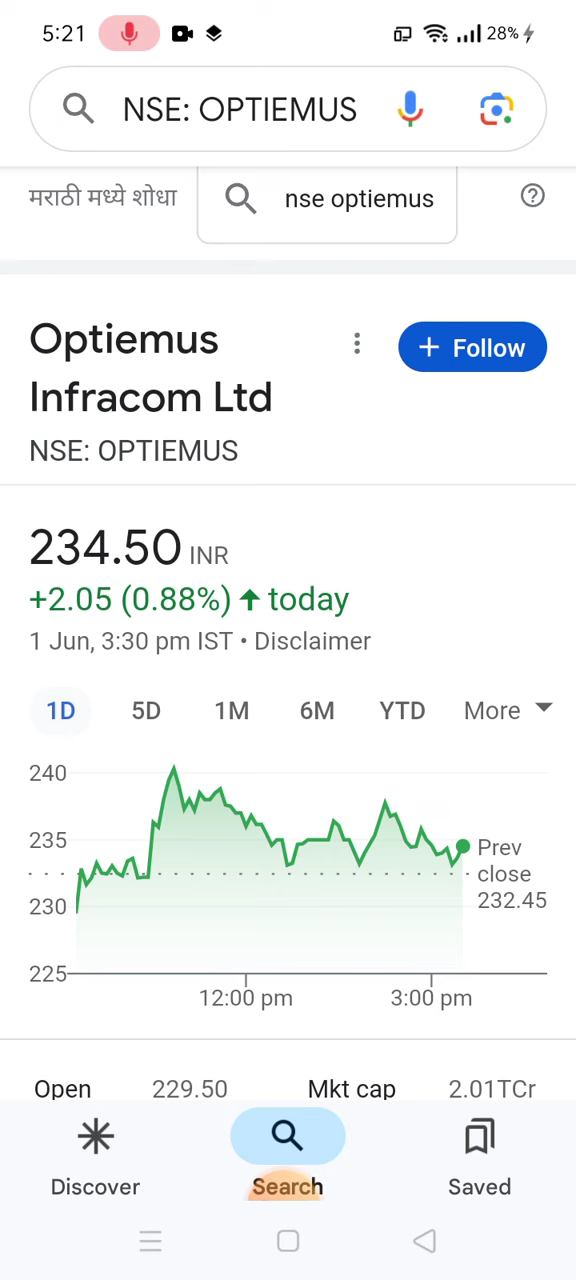 5:21 28%
NSE: OPTIEMUS
मराठी मध्ये शोधा nse optiemus
Optiemus
Infracom Ltd
+ Follow
NSE: OPTIEMUS
234.50 INR
+2.05 (0.88%) ↑ today
1 Jun, 3:30 pm IST • Disclaimer
1D 5D 1M 6M YTD More
240
235
230
225
Prev
close
232.45
12:00 pm 3:00 pm
Open 229.50 Mkt cap 2.01TCr
Discover Search Saved